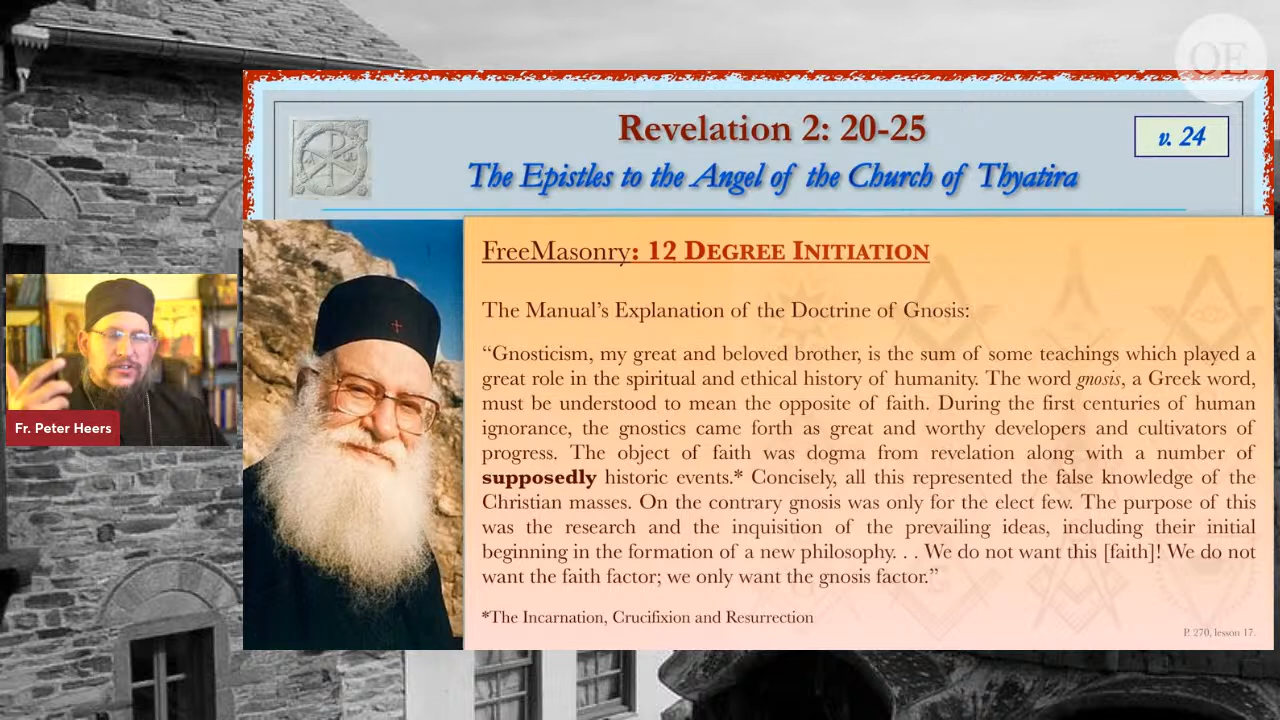 OE
Revelation 2: 20-25
v. 24
The Epistles to the Angel of the Church of Thyatira
FreeMasonry: 12 DEGREE INITIATION
The Manual's Explanation of the Doctrine of Gnosis:
“Gnosticism, my great and beloved brother, is the sum of some teachings which played a
great role in the spiritual and ethical history of humanity. The word gnosis, a Greek word,
must be understood to mean the opposite of faith. During the first centuries of human
ignorance, the gnostics came forth as great and worthy developers and cultivators of
progress. The object of faith was dogma from revelation along with a number of
supposedly historic events.* Concisely, all this represented the false knowledge of the
Christian masses. On the contrary gnosis was only for the elect few. The purpose of this
was the research and the inquisition of the prevailing ideas, including their initial
beginning in the formation of a new philosophy. . . We do not want this [faith]! We do not
want the faith factor; we only want the gnosis factor.”
*The Incarnation, Crucifixion and Resurrection
P. 270, lesson 17.
Fr. Peter Heers